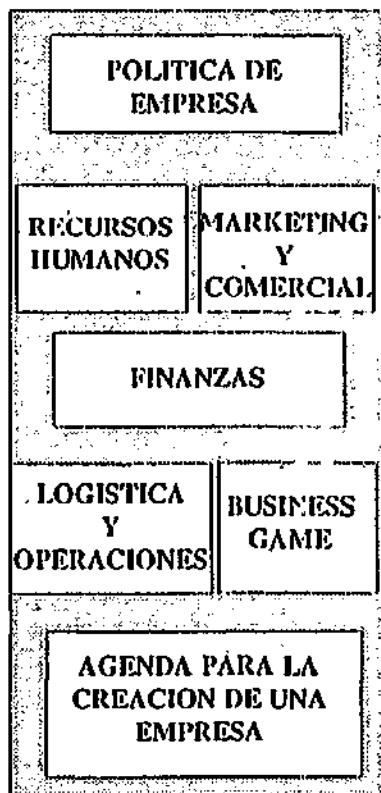 POLITICA DE
EMPRESA
RECURSOS
HUMANOS
MARKETING
Y
COMERCIAL
FINANZAS
LOGISTICA
Y
OPERACIONES
BUSINESS
GAME
AGENDA PARA LA
CREACION DE UNA
EMPRESA